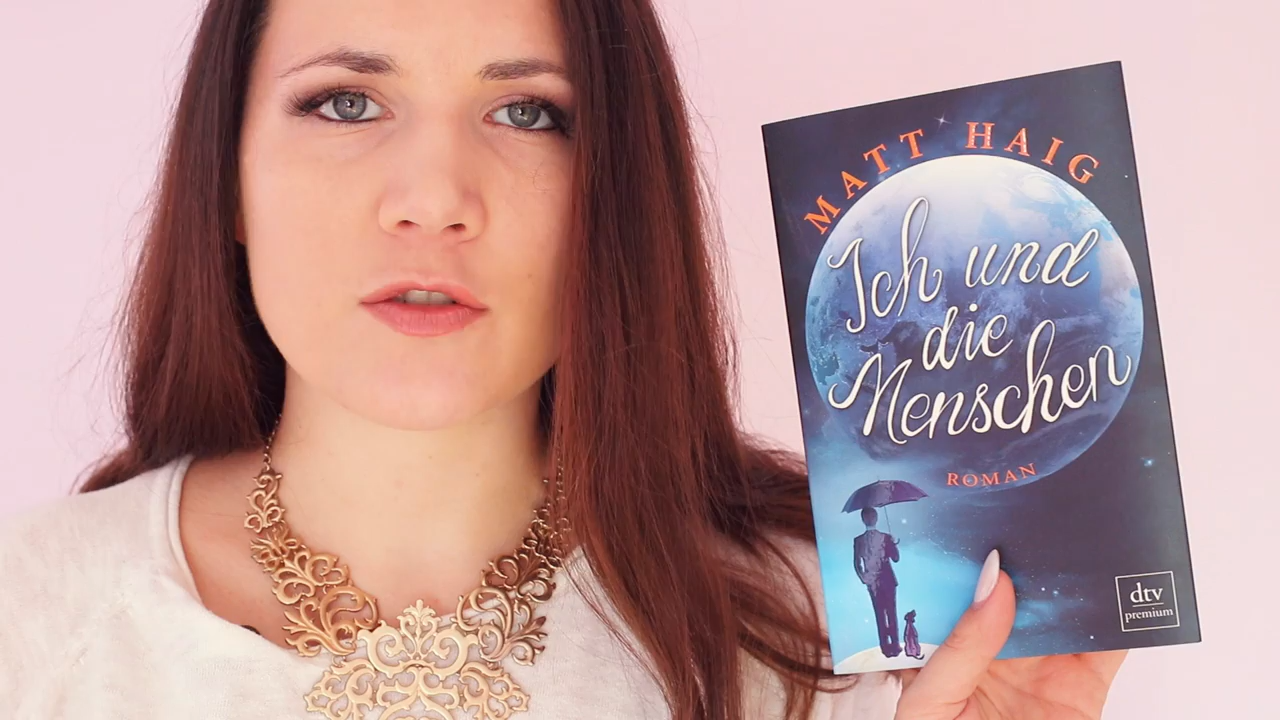 MATT HAIG
Ich und
die
Menschen
ROMAN
dtv
premium